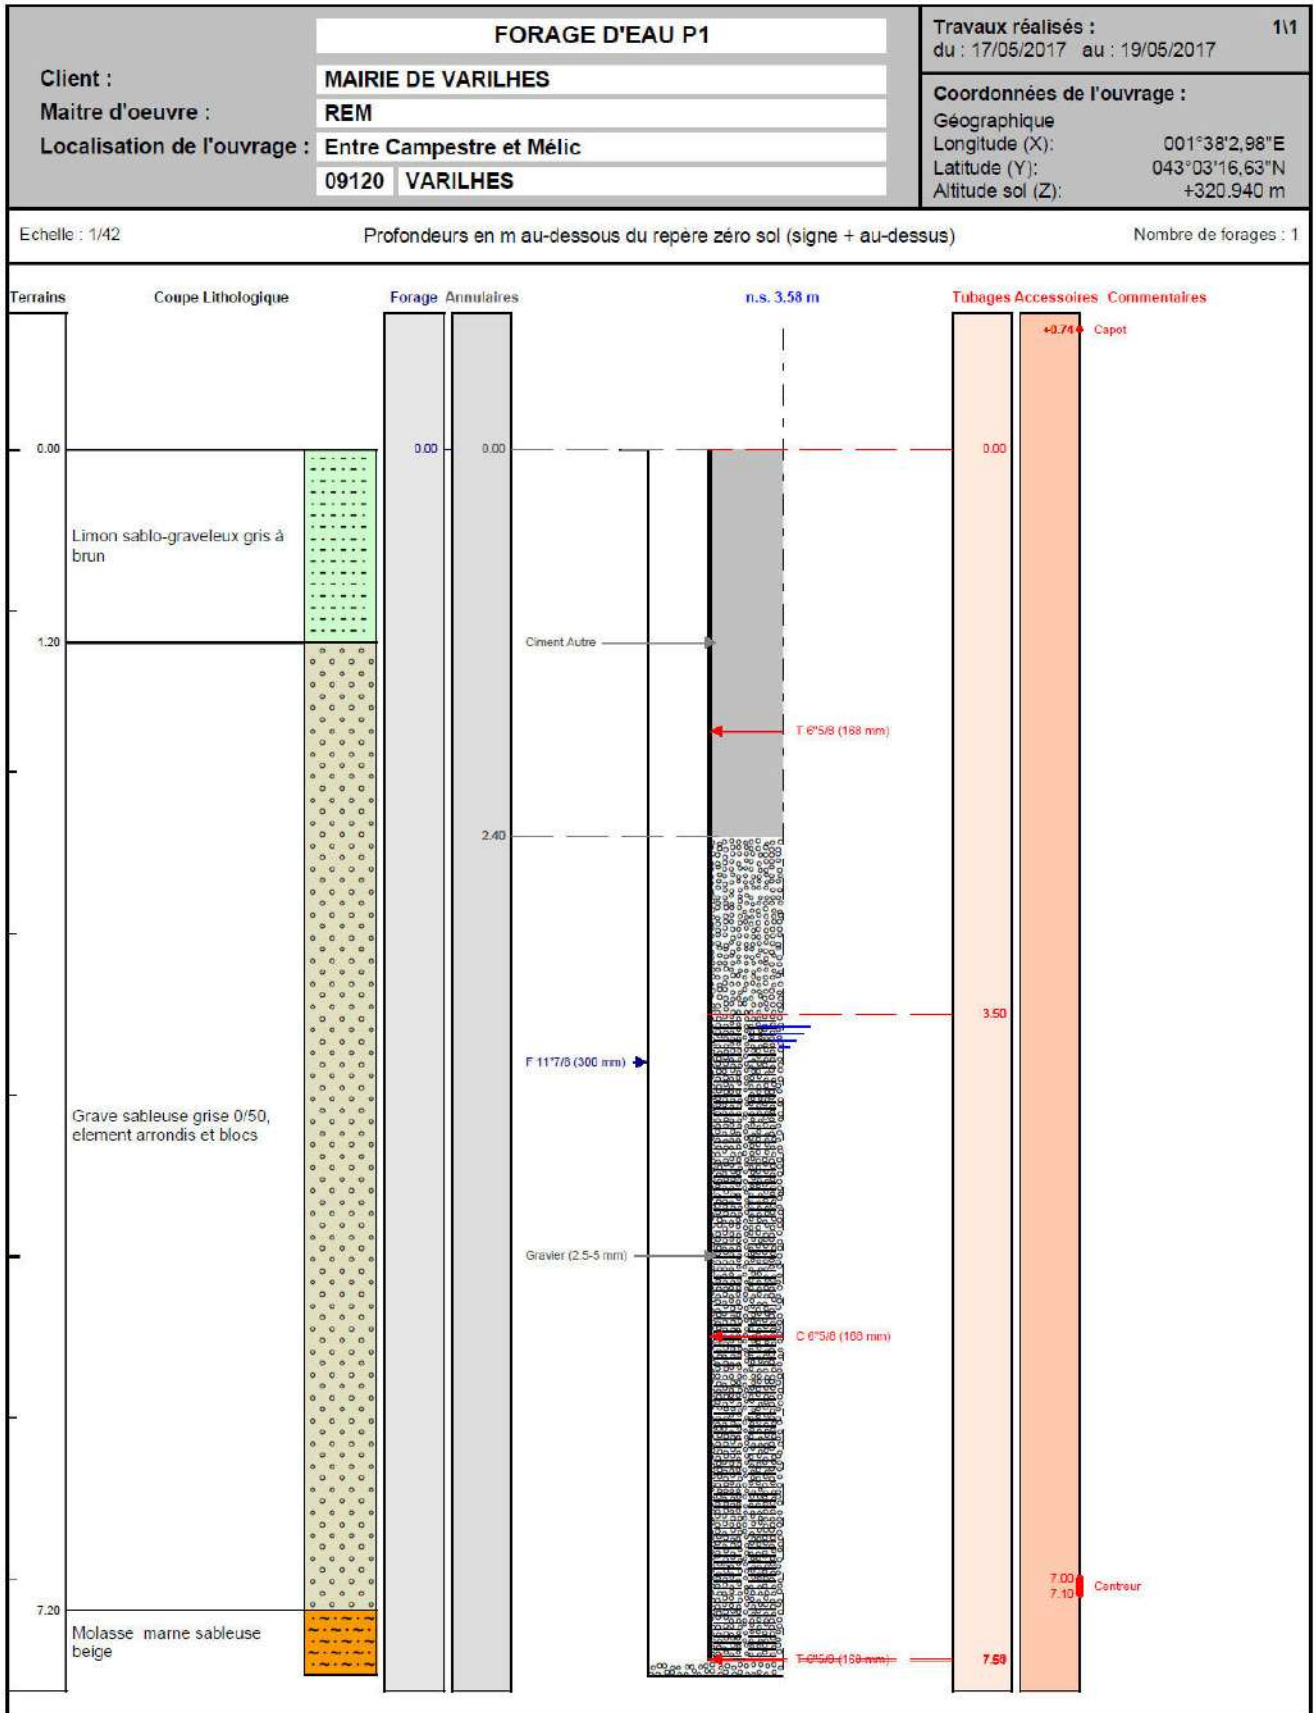 FORAGE D'EAU P1
Client :
MAIRIE DE VARILHES
Maitre d'oeuvre :
REM
Localisation de l'ouvrage :
Entre Campestre et Mélic
09120 VARILHES
Travaux réalisés : 1\1
du : 17/05/2017 au : 19/05/2017
Coordonnées de l'ouvrage :
Géographique
Longitude (X): 001°38'2,98"E
Latitude (Y): 043°03'16,63"N
Altitude sol (Z): +320.940 m
Echelle : 1/42
Profondeurs en m au-dessous du repère zéro sol (signe + au-dessus)
Nombre de forages : 1
Terrains Coupe Lithologique Forage Annulaires n.s. 3.58 m Tubages Accessoires Commentaires
+0.74 Capot
0.00 0.00 0.00 0.00
Limon sablo-graveleux gris à
brun
1.20
Ciment Autre
T 6"5/8 (168 mm)
2.40
3.50
F 11"7/8 (300 mm)
Grave sableuse grise 0/50,
element arrondis et blocs
Gravier (2.5-5 mm)
C 6"5/8 (168 mm)
7.00
7.10
Centreur
7.20
Molasse marne sableuse
beige
T 6"5/8 (168 mm)
7.51